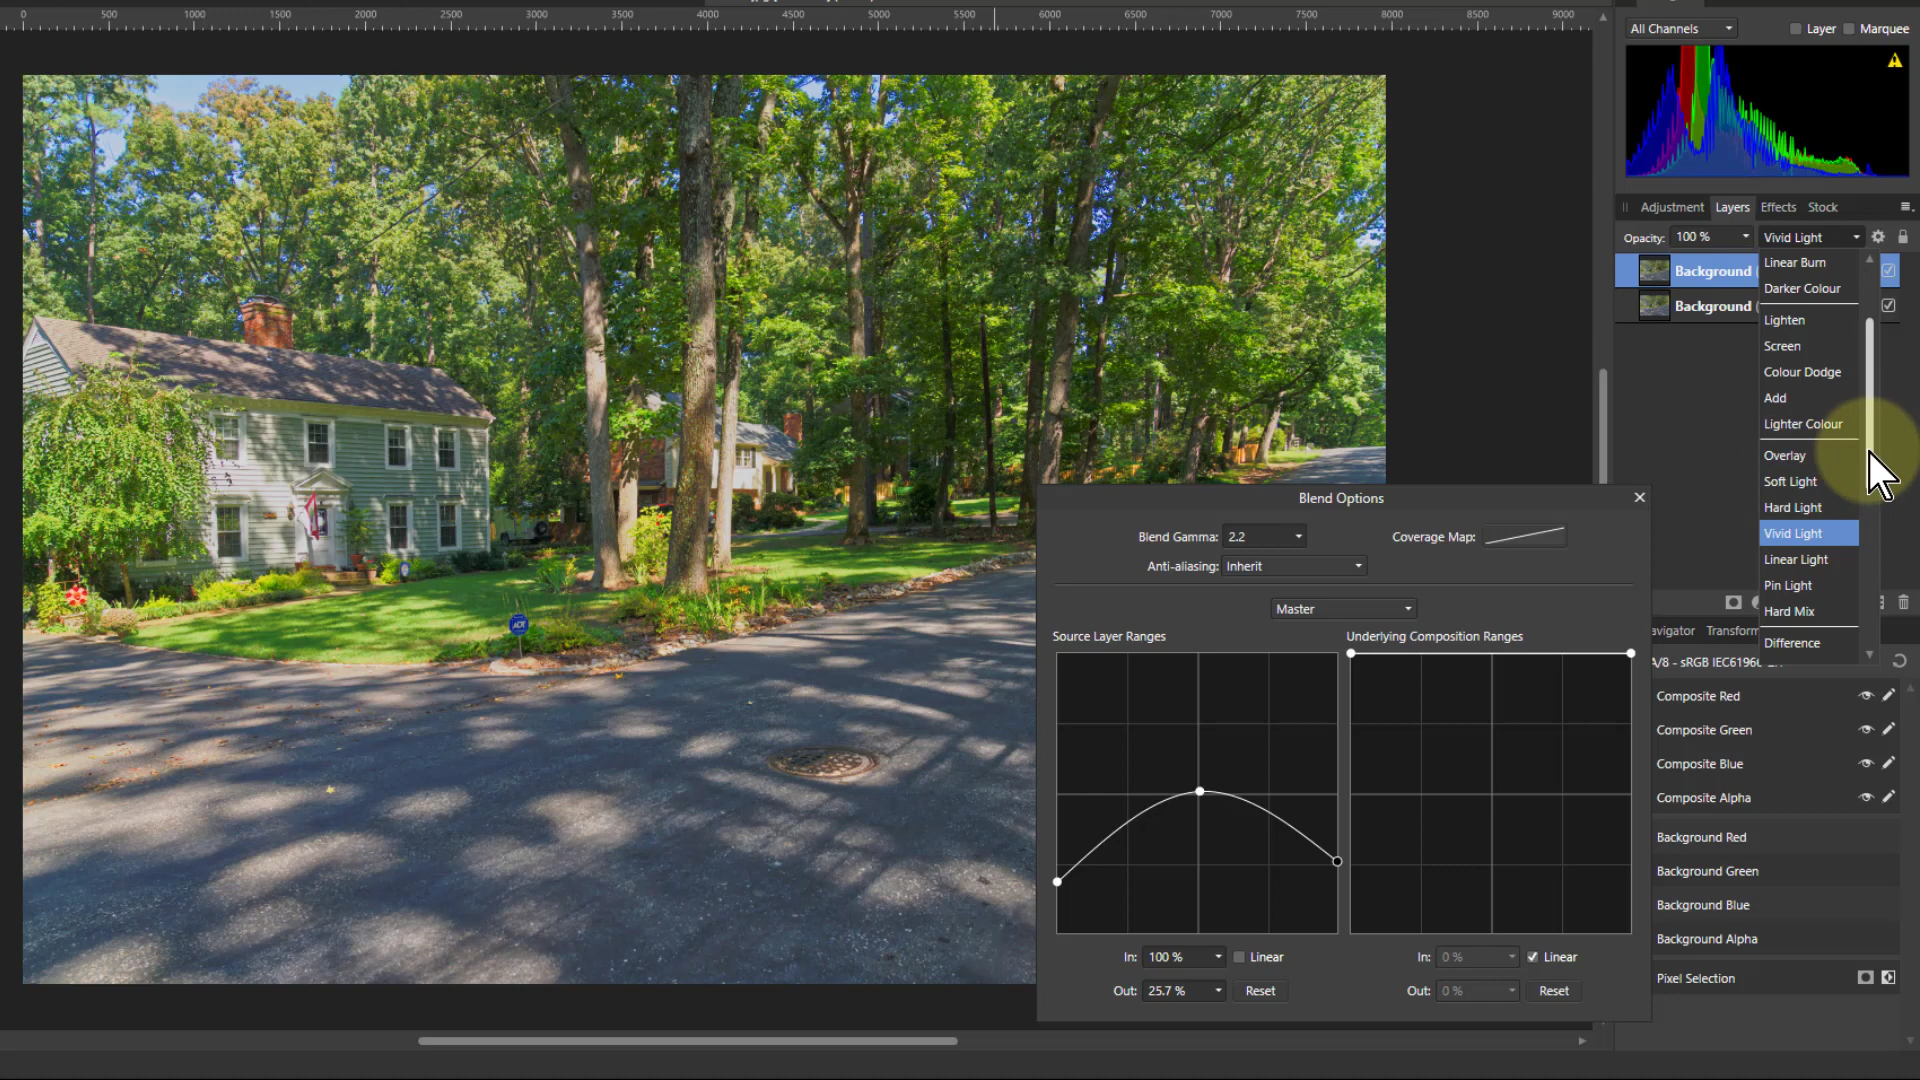 0 500 1000 1500 2000 2500 3000 3500 4000 4500 5000 5500 6000 6500 7000 7500 8000 8500 9000
All Channels Layer Marquee
Adjustment Layers Effects Stock
Opacity: 100 % Vivid Light
Background
Background
Linear Burn
Darker Colour
Lighten
Screen
Colour Dodge
Add
Lighter Colour
Overlay
Soft Light
Hard Light
Vivid Light
Linear Light
Pin Light
Hard Mix
Difference
Blend Options
Blend Gamma: 2.2 Coverage Map:
Anti-aliasing: Inherit
Master
Source Layer Ranges Underlying Composition Ranges
In: 100 % Linear In: 0 % Linear
Out: 25.7 % Reset Out: 0 % Reset
ADT
avigator Transform
A/8 - sRGB IEC61966
Composite Red
Composite Green
Composite Blue
Composite Alpha
Background Red
Background Green
Background Blue
Background Alpha
Pixel Selection